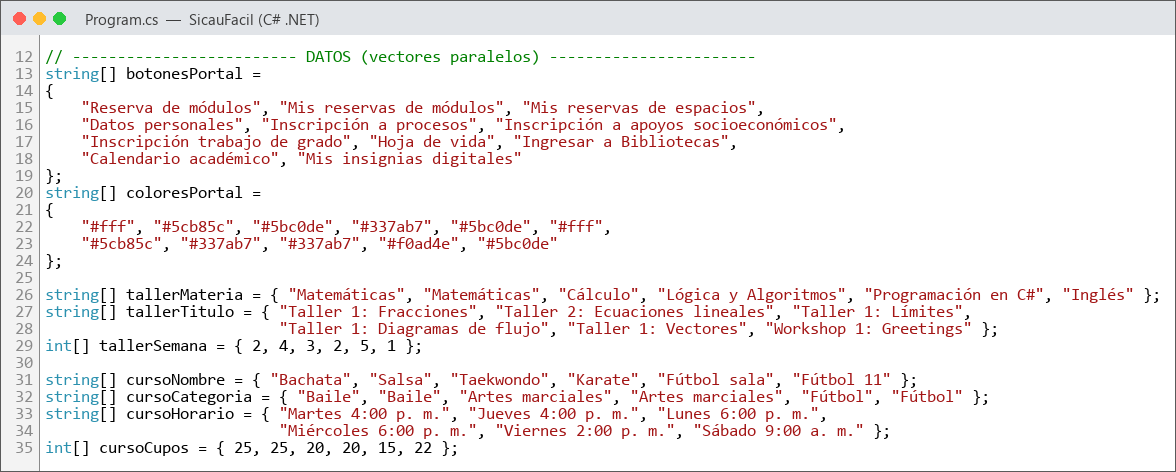 Program.cs — SicauFacil (C# .NET)
12 // ------------------------- DATOS (vectores paralelos) -----------------------
13 string[] botonesPortal =
14 {
15     "Reserva de módulos", "Mis reservas de módulos", "Mis reservas de espacios",
16     "Datos personales", "Inscripción a procesos", "Inscripción a apoyos socioeconómicos",
17     "Inscripción trabajo de grado", "Hoja de vida", "Ingresar a Bibliotecas",
18     "Calendario académico", "Mis insignias digitales"
19 };
20 string[] coloresPortal =
21 {
22     "#fff", "#5cb85c", "#5bc0de", "#337ab7", "#5bc0de", "#fff",
23     "#5cb85c", "#337ab7", "#337ab7", "#f0ad4e", "#5bc0de"
24 };
25
26 string[] tallerMateria = { "Matemáticas", "Matemáticas", "Cálculo", "Lógica y Algoritmos", "Programación en C#", "Inglés" };
27 string[] tallerTitulo = { "Taller 1: Fracciones", "Taller 2: Ecuaciones lineales", "Taller 1: Límites",
28                           "Taller 1: Diagramas de flujo", "Taller 1: Vectores", "Workshop 1: Greetings" };
29 int[] tallerSemana = { 2, 4, 3, 2, 5, 1 };
30
31 string[] cursoNombre = { "Bachata", "Salsa", "Taekwondo", "Karate", "Fútbol sala", "Fútbol 11" };
32 string[] cursoCategoria = { "Baile", "Baile", "Artes marciales", "Artes marciales", "Fútbol", "Fútbol" };
33 string[] cursoHorario = { "Martes 4:00 p. m.", "Jueves 4:00 p. m.", "Lunes 6:00 p. m.",
34                           "Miércoles 6:00 p. m.", "Viernes 2:00 p. m.", "Sábado 9:00 a. m." };
35 int[] cursoCupos = { 25, 25, 20, 20, 15, 22 };